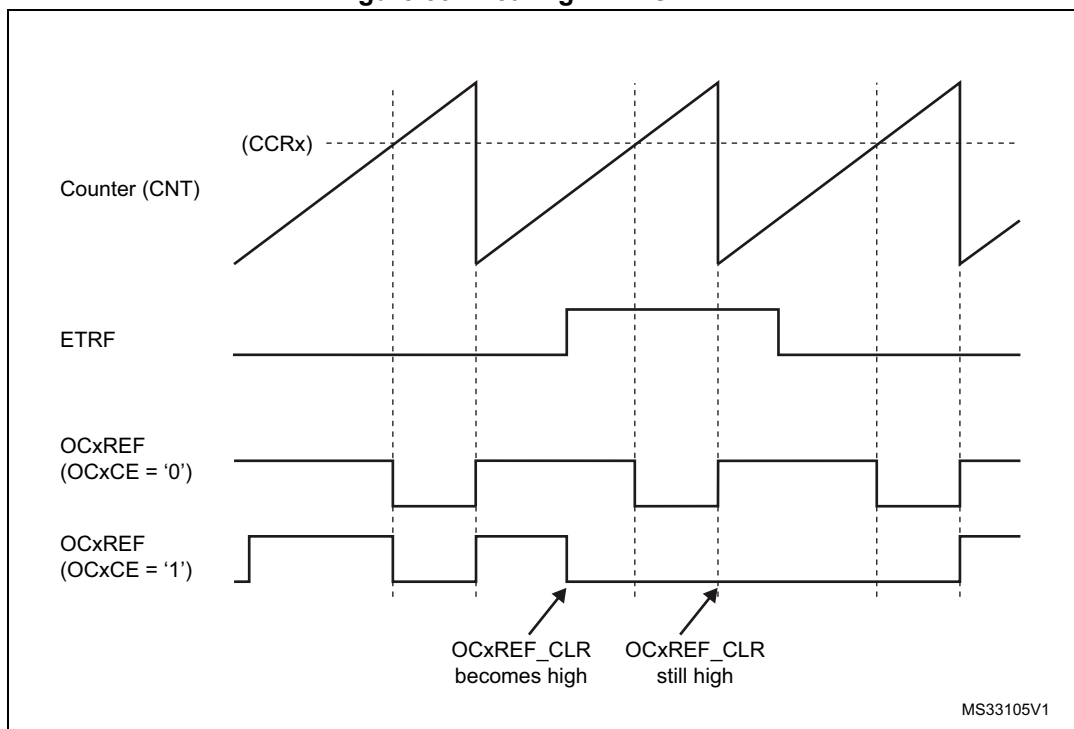 (CCRx)
Counter (CNT)
ETRF
OCxREF
(OCxCE = ‘0’)
OCxREF
(OCxCE = ‘1’)
OCxREF_CLR
becomes high
OCxREF_CLR
still high
MS33105V1